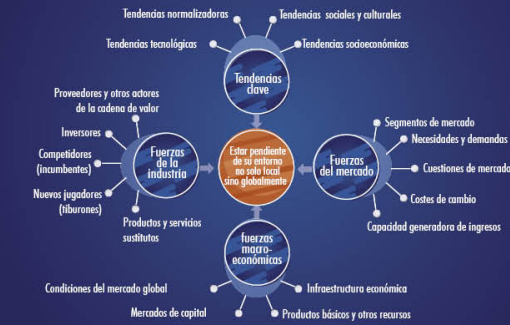 Tendencias normalizadoras
Tendencias sociales y culturales
Tendencias tecnológicas
Tendencias socioeconómicas
Tendencias
clave
Proveedores y otros actores
de la cadena de valor
Inversores
Competidores
(incumbentes)
Nuevos jugadores
(tiburones)
Productos y servicios
sustitutos
Fuerzas
de la
industria
Estar pendiente
de su entorno
no solo local
sino globalmente
Fuerzas
del mercado
Segmentos de mercado
Necesidades y demandas
Cuestiones de mercado
Costes de cambio
Capacidad generadora de ingresos
fuerzas
macro-
económicas
Condiciones del mercado global
Infraestructura económica
Mercados de capital
Productos básicos y otros recursos